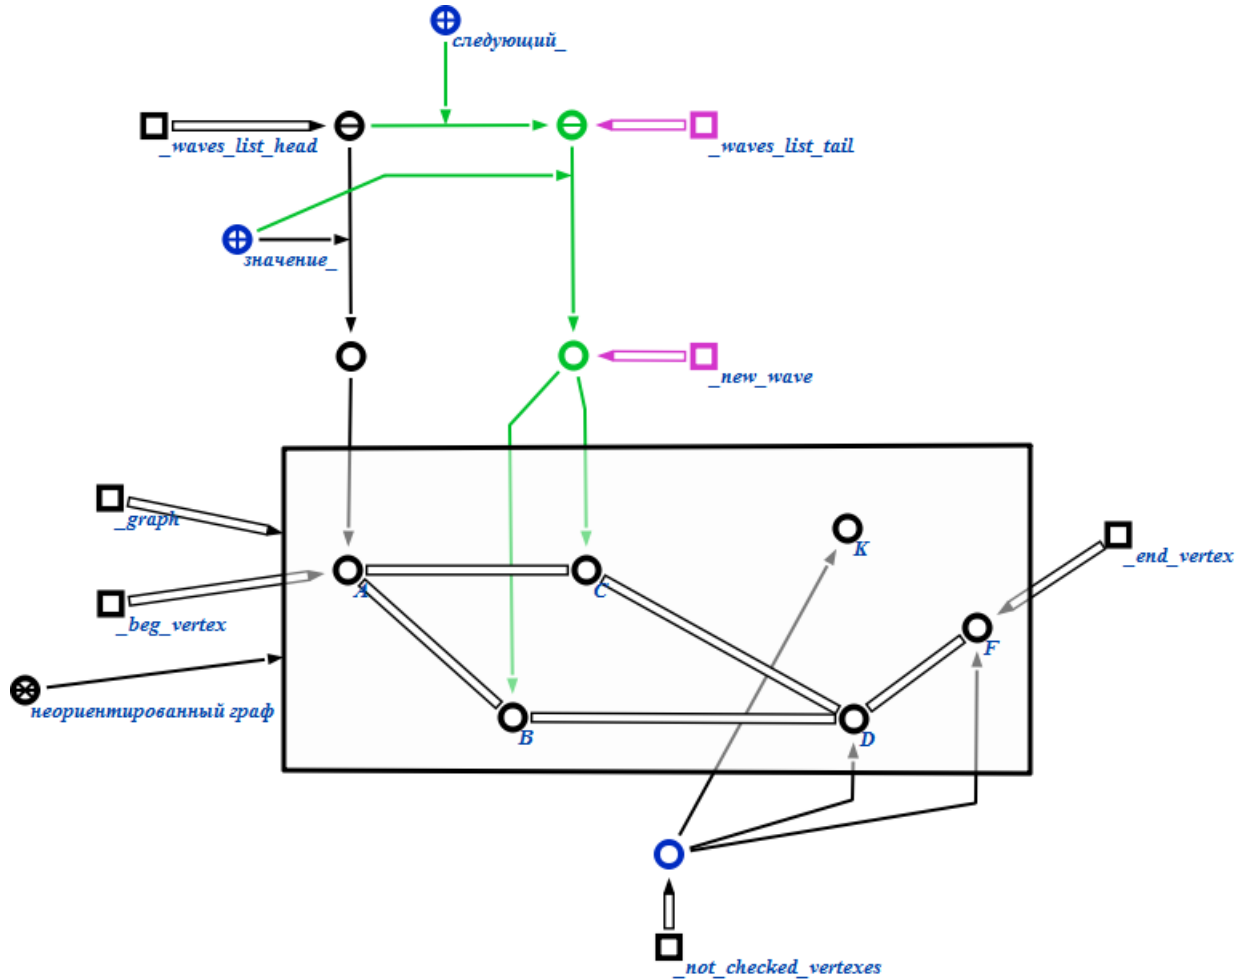 следующий_
_waves_list_head
_waves_list_tail
значение_
_new_wave
_graph
K
_end_vertex
A
C
_beg_vertex
F
неориентированный граф
B
D
_not_checked_vertexes